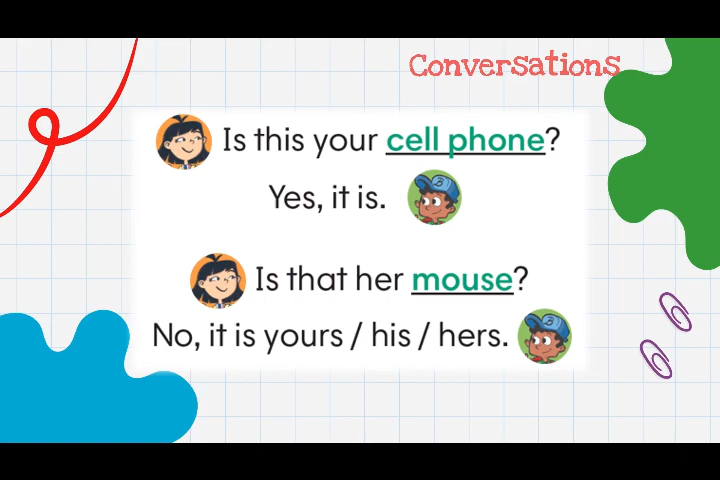 Conversations
Is this your cell phone?
Yes, it is.
Is that her mouse?
No, it is yours / his / hers.